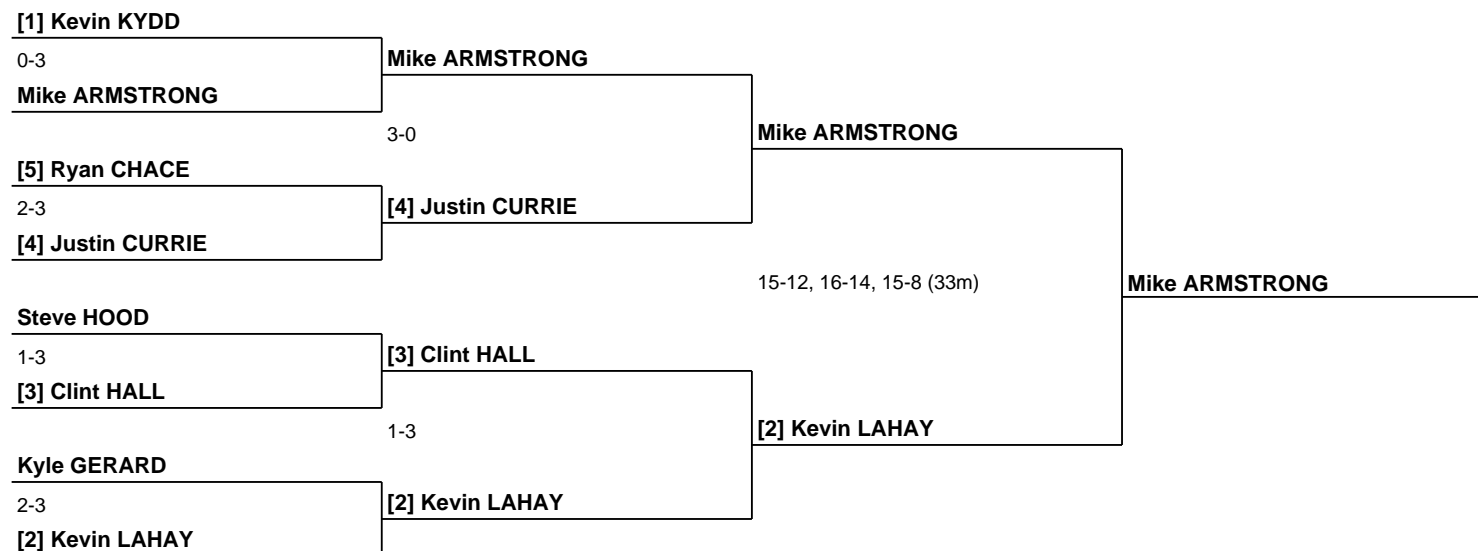 [1] Kevin KYDD
0-3
Mike ARMSTRONG
Mike ARMSTRONG
3-0
Mike ARMSTRONG
[5] Ryan CHACE
2-3
[4] Justin CURRIE
[4] Justin CURRIE
15-12, 16-14, 15-8 (33m)
Mike ARMSTRONG
Steve HOOD
1-3
[3] Clint HALL
[3] Clint HALL
1-3
[2] Kevin LAHAY
Kyle GERARD
2-3
[2] Kevin LAHAY
[2] Kevin LAHAY